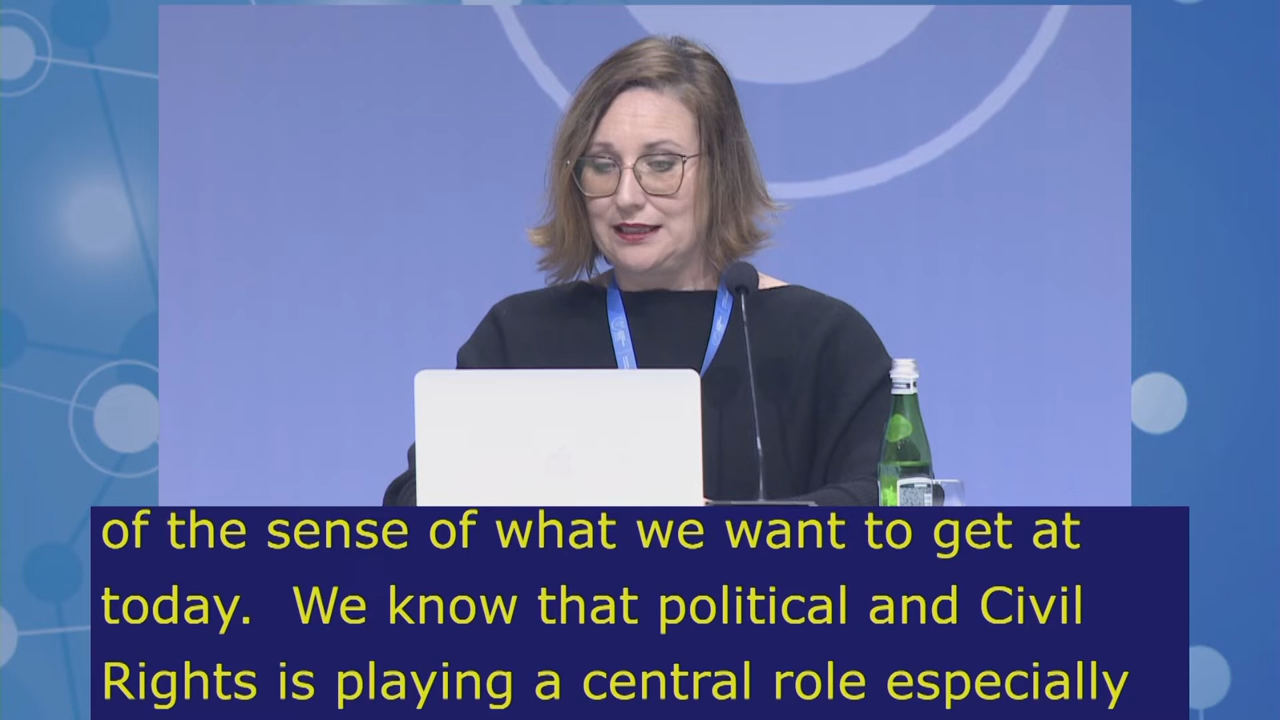 of the sense of what we want to get at
today.  We know that political and Civil
Rights is playing a central role especially